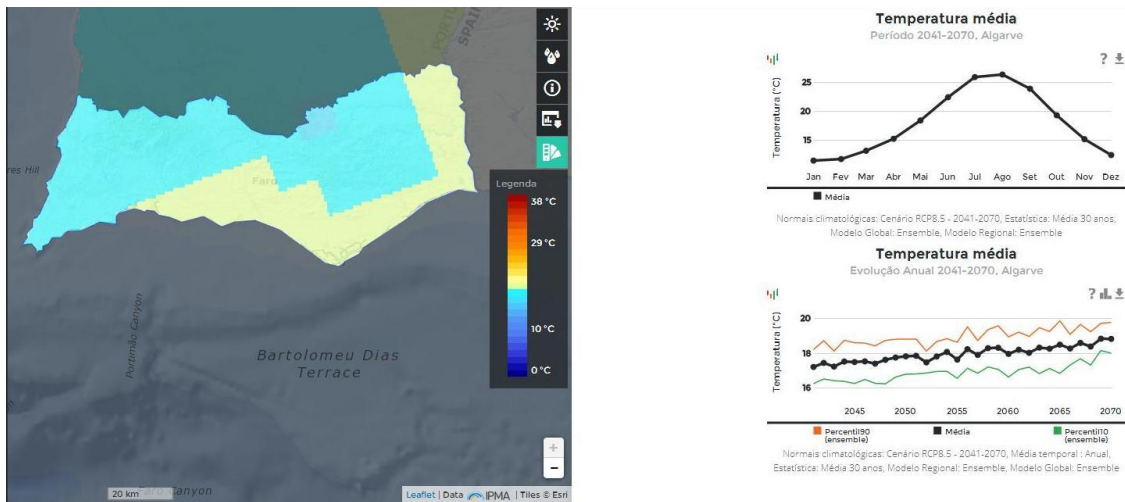 PORTU
SPAIN
res Hill
Faro
Portimão Canyon
Bartolomeu Dias
Terrace
Faro Canyon
20 km
Legenda
38 °C
29 °C
10 °C
0 °C
+
−
Leaflet | Data IPMA | Tiles © Esri
Temperatura média
Período 2041-2070, Algarve
?
Temperatura (°C)
25
20
15
Jan Fev Mar Abr Mai Jun Jul Ago Set Out Nov Dez
Média
Normais climatológicas: Cenário RCP8.5 - 2041-2070, Estatística: Média 30 anos,
Modelo Global: Ensemble, Modelo Regional: Ensemble
Temperatura média
Evolução Anual 2041-2070, Algarve
?
Temperatura (°C)
20
18
16
2045 2050 2055 2060 2065 2070
Percentil90 (ensemble)
Média
Percentil10 (ensemble)
Normais climatológicas: Cenário RCP8.5 - 2041-2070, Média temporal : Anual,
Estatística: Média 30 anos, Modelo Regional: Ensemble, Modelo Global: Ensemble